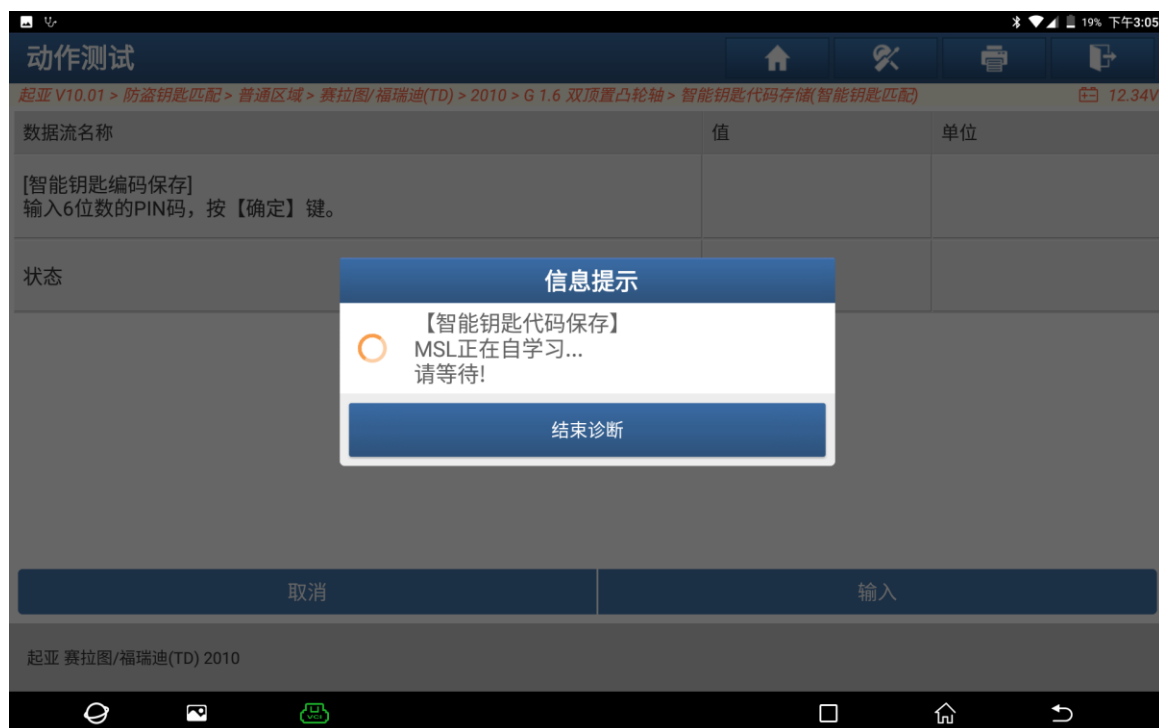 19% 下午3:05
动作测试
起亚 V10.01 > 防盗钥匙匹配 > 普通区域 > 赛拉图/福瑞迪(TD) > 2010 > G 1.6 双顶置凸轮轴 > 智能钥匙代码存储(智能钥匙匹配) 12.34V
数据流名称 值 单位
[智能钥匙编码保存]
输入6位数的PIN码，按【确定】键。
状态
信息提示
【智能钥匙代码保存】
MSL正在自学习...
请等待!
结束诊断
取消 输入
起亚 赛拉图/福瑞迪(TD) 2010
VCI